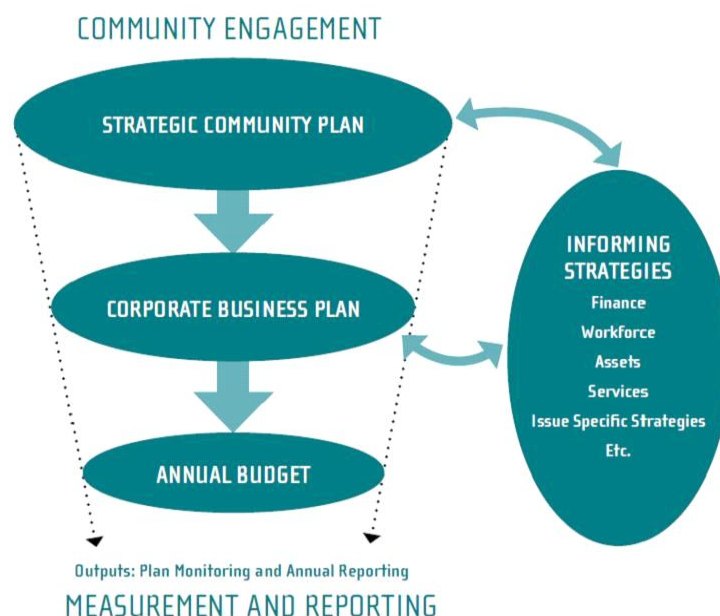 COMMUNITY ENGAGEMENT
STRATEGIC COMMUNITY PLAN
CORPORATE BUSINESS PLAN
ANNUAL BUDGET
INFORMING
STRATEGIES
Finance
Workforce
Assets
Services
Issue Specific Strategies
Etc.
Outputs: Plan Monitoring and Annual Reporting
MEASUREMENT AND REPORTING